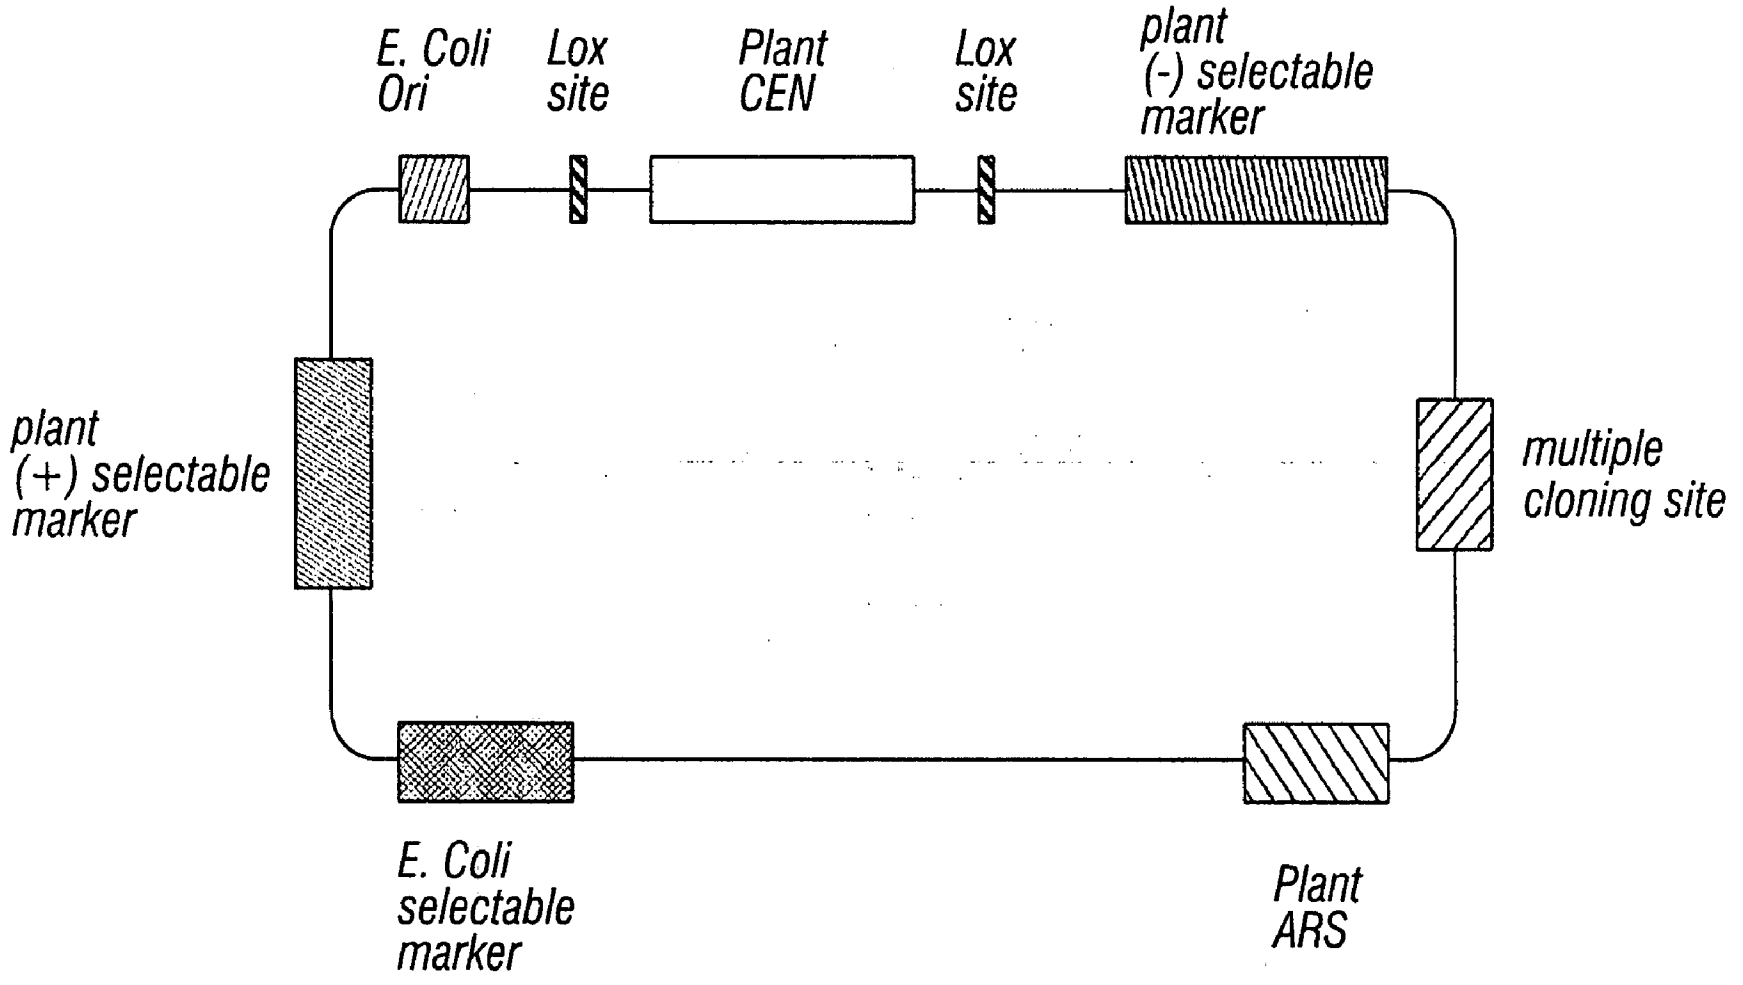 E. Coli
Ori
Lox
site
Plant
CEN
Lox
site
plant
(-) selectable
marker
plant
(+) selectable
marker
multiple
cloning site
E. Coli
selectable
marker
Plant
ARS